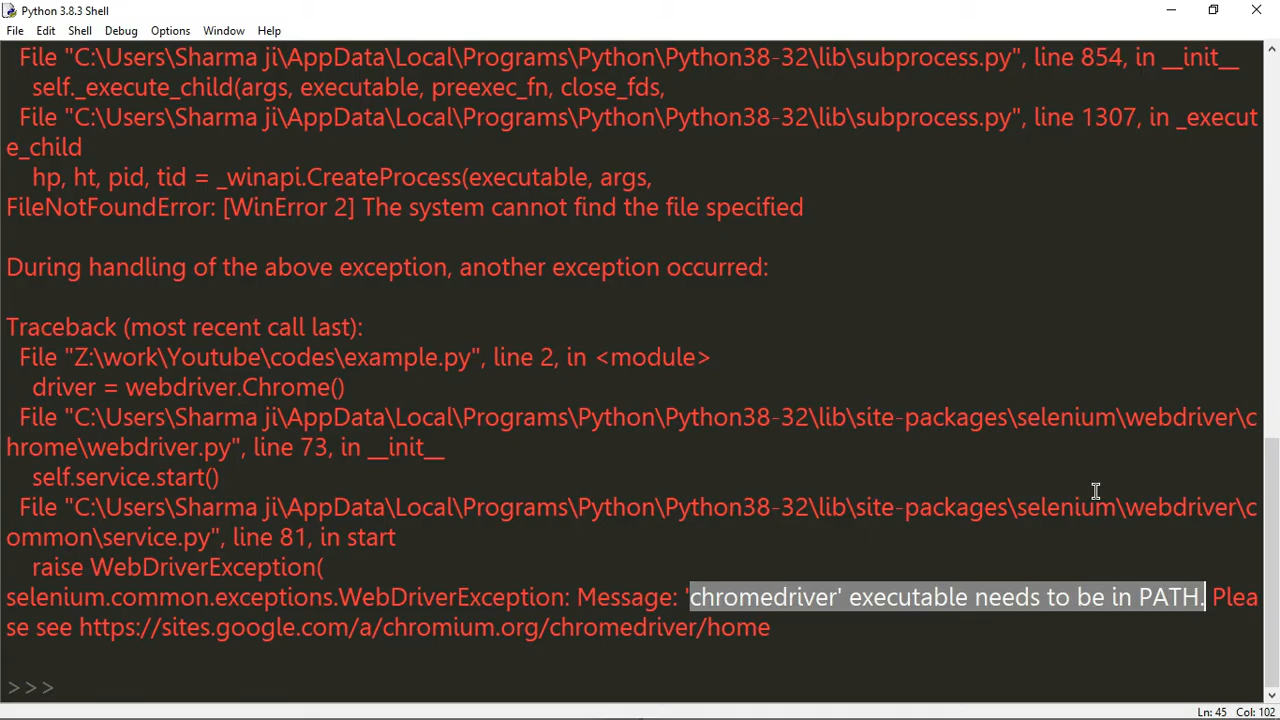 Python 3.8.3 Shell
File Edit Shell Debug Options Window Help
File "C:\Users\Sharma ji\AppData\Local\Programs\Python\Python38-32\lib\subprocess.py", line 854, in __init__
self._execute_child(args, executable, preexec_fn, close_fds,
File "C:\Users\Sharma ji\AppData\Local\Programs\Python\Python38-32\lib\subprocess.py", line 1307, in _execut
e_child
hp, ht, pid, tid = _winapi.CreateProcess(executable, args,
FileNotFoundError: [WinError 2] The system cannot find the file specified
During handling of the above exception, another exception occurred:
Traceback (most recent call last):
File "Z:\work\Youtube\codes\example.py", line 2, in <module>
driver = webdriver.Chrome()
File "C:\Users\Sharma ji\AppData\Local\Programs\Python\Python38-32\lib\site-packages\selenium\webdriver\c
hrome\webdriver.py", line 73, in __init__
self.service.start()
File "C:\Users\Sharma ji\AppData\Local\Programs\Python\Python38-32\lib\site-packages\selenium\webdriver\c
ommon\service.py", line 81, in start
raise WebDriverException(
selenium.common.exceptions.WebDriverException: Message: 'chromedriver' executable needs to be in PATH. Plea
se see https://sites.google.com/a/chromium.org/chromedriver/home
>>>
Ln: 45 Col: 102